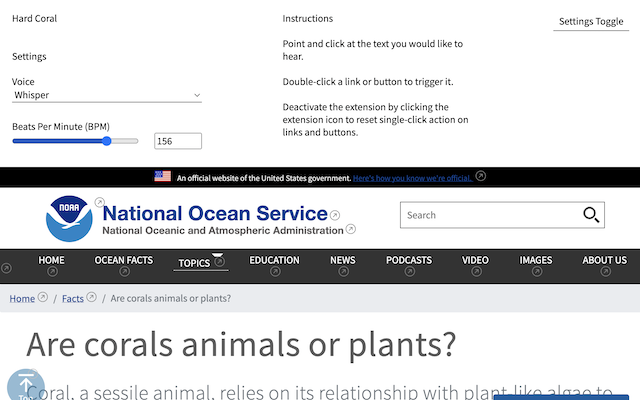 Hard Coral
Settings
Voice
Whisper
Beats Per Minute (BPM)
156
Instructions
Point and click at the text you would like to
hear.
Double-click a link or button to trigger it.
Deactivate the extension by clicking the
extension icon to reset single-click action on
links and buttons.
Settings Toggle
An official website of the United States government. Here's how you know we're official.
NOAA
National Ocean Service
National Oceanic and Atmospheric Administration
Search
HOME OCEAN FACTS TOPICS EDUCATION NEWS PODCASTS VIDEO IMAGES ABOUT US
Home / Facts / Are corals animals or plants?
Are corals animals or plants?
Coral, a sessile animal, relies on its relationship with plant-like algae to
Top